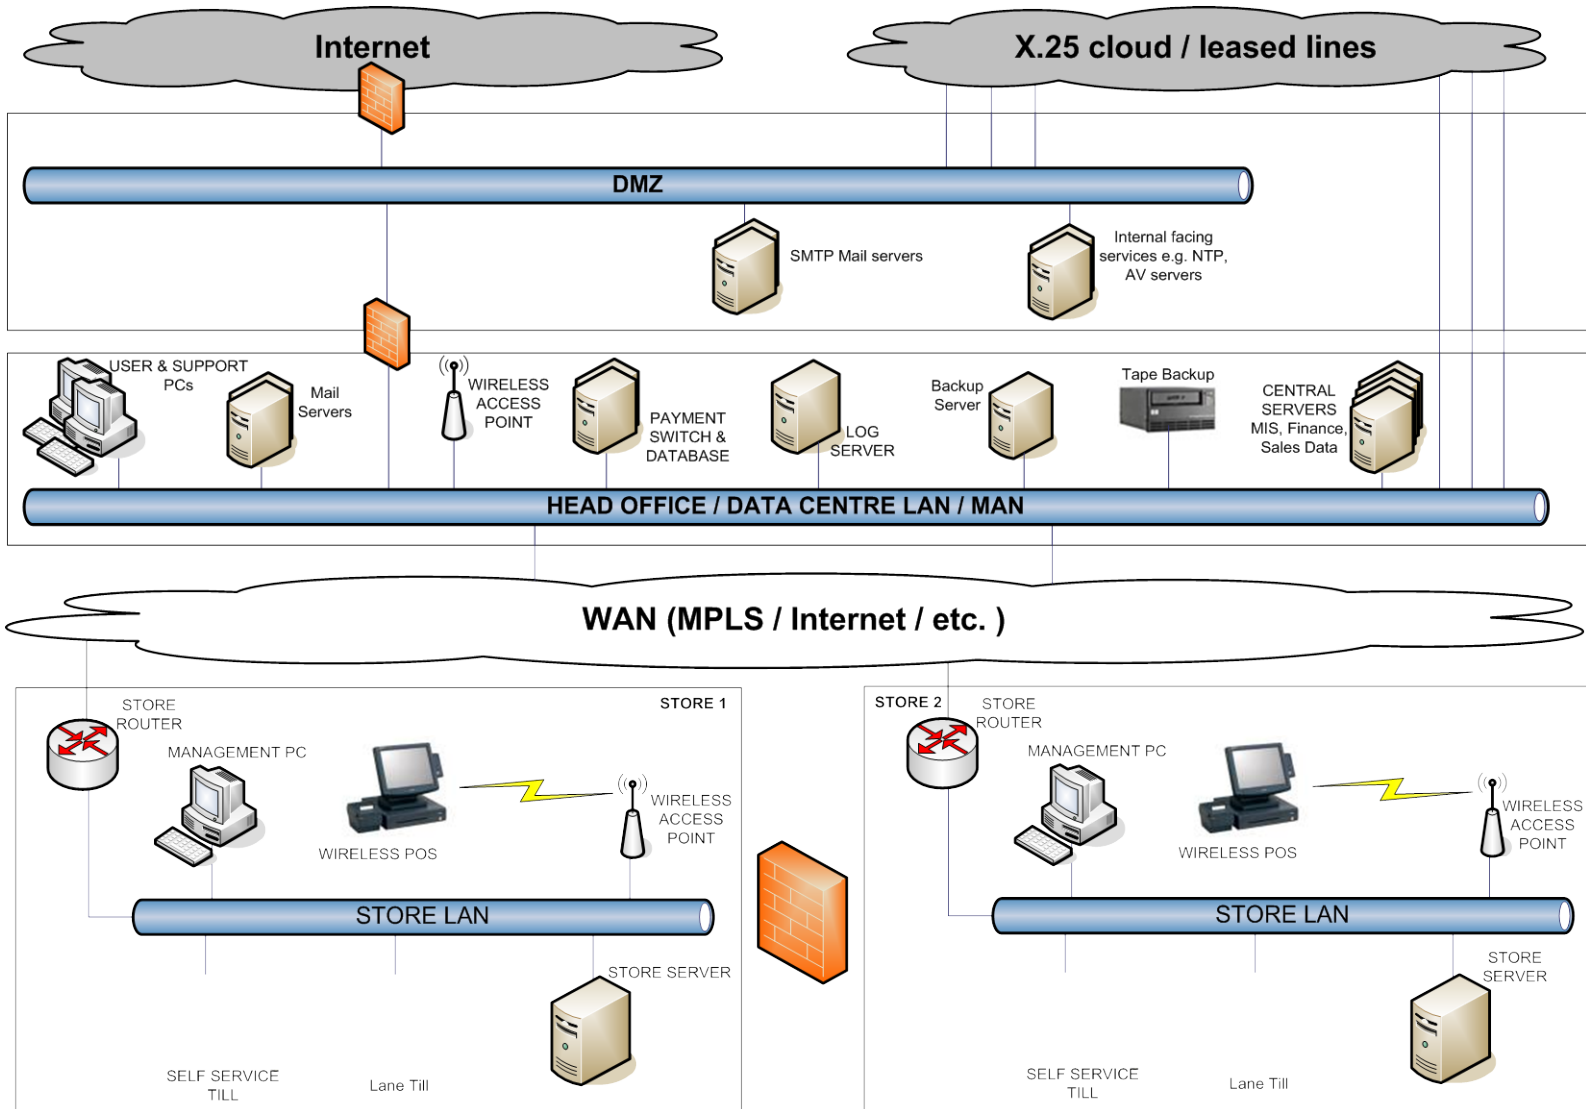 Internet
X.25 cloud / leased lines
DMZ
SMTP Mail servers
Internal facing
services e.g. NTP,
AV servers
USER & SUPPORT
PCs
Mail
Servers
WIRELESS
ACCESS
POINT
PAYMENT
SWITCH &
DATABASE
LOG
SERVER
Backup
Server
Tape Backup
CENTRAL
SERVERS
MIS, Finance,
Sales Data
HEAD OFFICE / DATA CENTRE LAN / MAN
WAN (MPLS / Internet / etc. )
STORE 1
STORE
ROUTER
MANAGEMENT PC
WIRELESS POS
WIRELESS
ACCESS
POINT
STORE LAN
STORE SERVER
SELF SERVICE
TILL
Lane Till
STORE 2
STORE
ROUTER
MANAGEMENT PC
WIRELESS POS
WIRELESS
ACCESS
POINT
STORE LAN
STORE
SERVER
SELF SERVICE
TILL
Lane Till